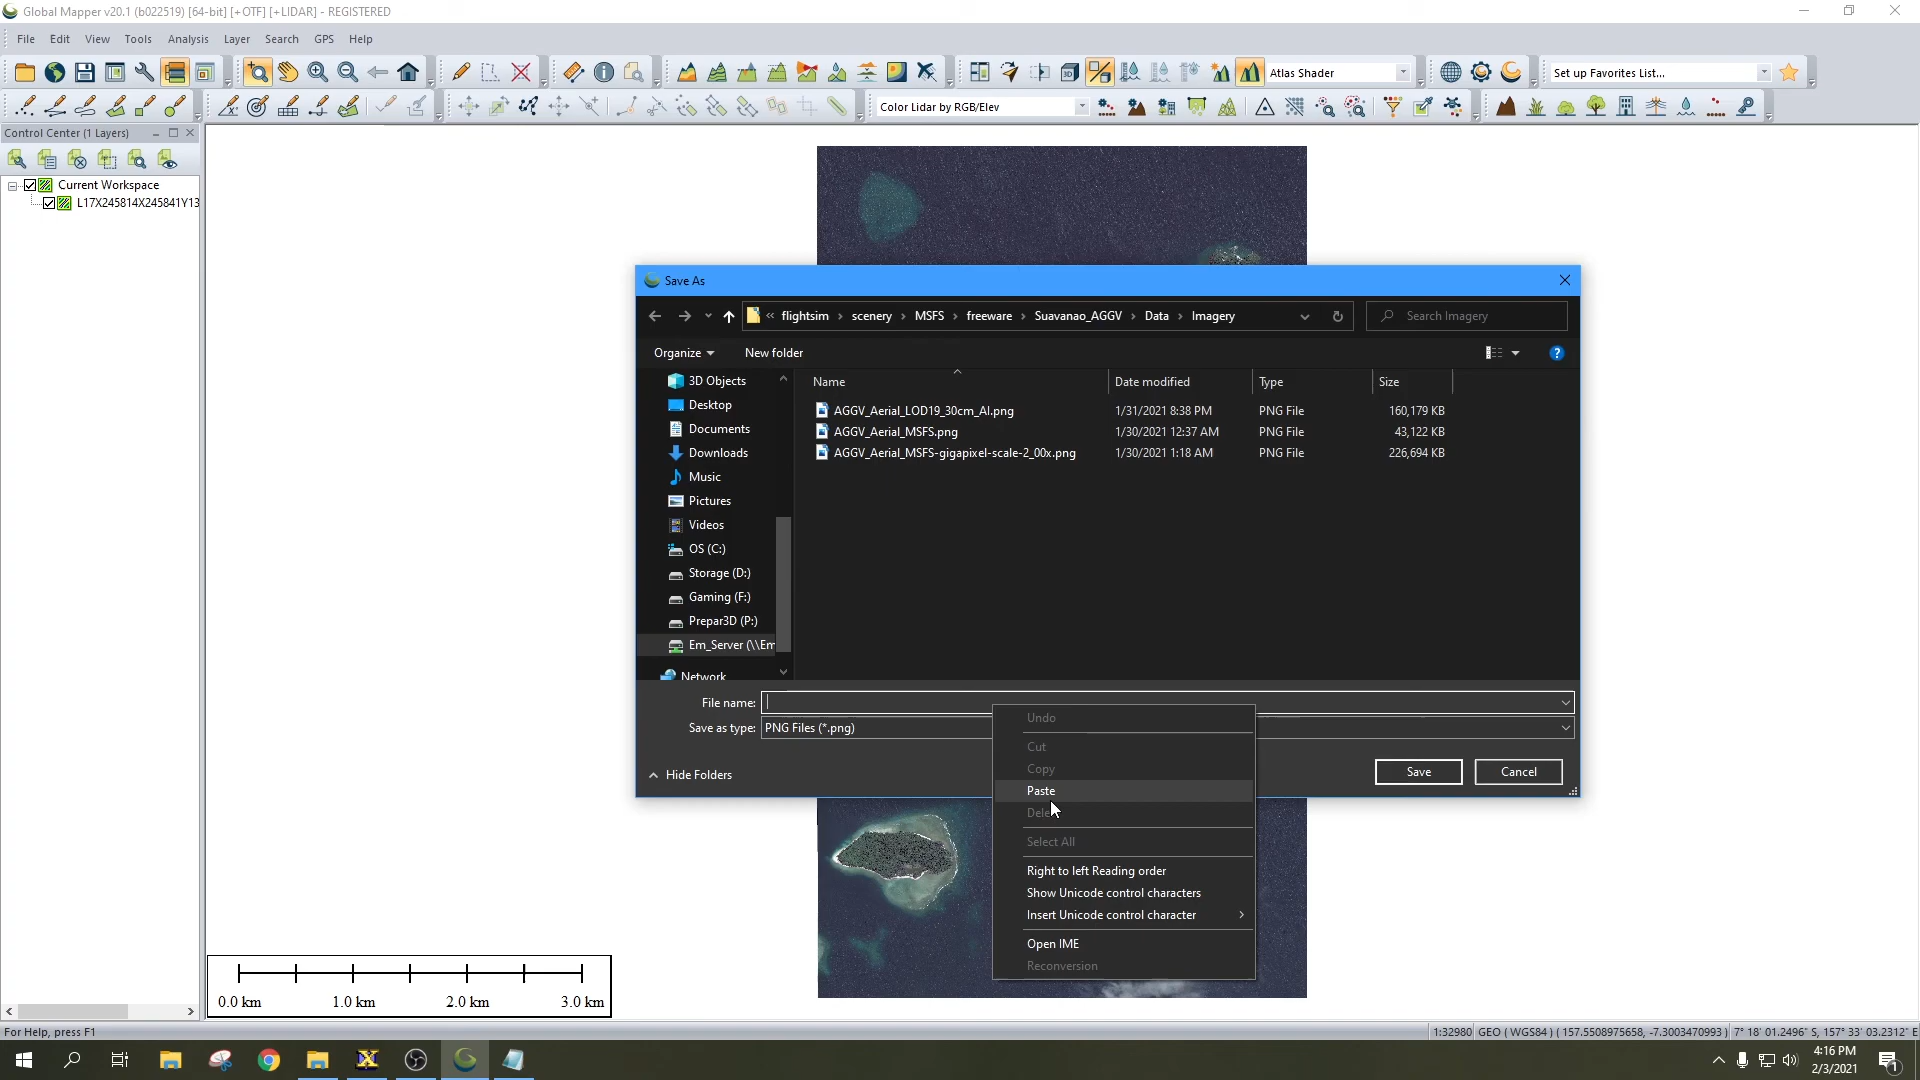 Global Mapper v20.1 (b022519) [64-bit] [+OTF] [+LIDAR] - REGISTERED
File Edit View Tools Analysis Layer Search GPS Help
Atlas Shader
Set up Favorites List...
Color Lidar by RGB/Elev
Control Center (1 Layers)
Current Workspace
L17X245814X245841Y13
Save As
« flightsim › scenery › MSFS › freeware › Suavanao_AGGV › Data › Imagery
Search Imagery
Organize
New folder
Name Date modified Type Size
AGGV_Aerial_LOD19_30cm_AI.png 1/31/2021 8:38 PM PNG File 160,179 KB
AGGV_Aerial_MSFS.png 1/30/2021 12:37 AM PNG File 43,122 KB
AGGV_Aerial_MSFS-gigapixel-scale-2_00x.png 1/30/2021 1:18 AM PNG File 226,694 KB
3D Objects
Desktop
Documents
Downloads
Music
Pictures
Videos
OS (C:)
Storage (D:)
Gaming (F:)
Prepar3D (P:)
Em_Server (\\Em
Network
File name:
Save as type: PNG Files (*.png)
Hide Folders
Save
Cancel
Undo
Cut
Copy
Paste
Dele
Select All
Right to left Reading order
Show Unicode control characters
Insert Unicode control character
Open IME
Reconversion
0.0 km 1.0 km 2.0 km 3.0 km
For Help, press F1
1:32980 GEO ( WGS84 ) ( 157.5508975658, -7.3003470993 ) 7° 18' 01.2496" S, 157° 33' 03.2312" E
4:16 PM
2/3/2021
1